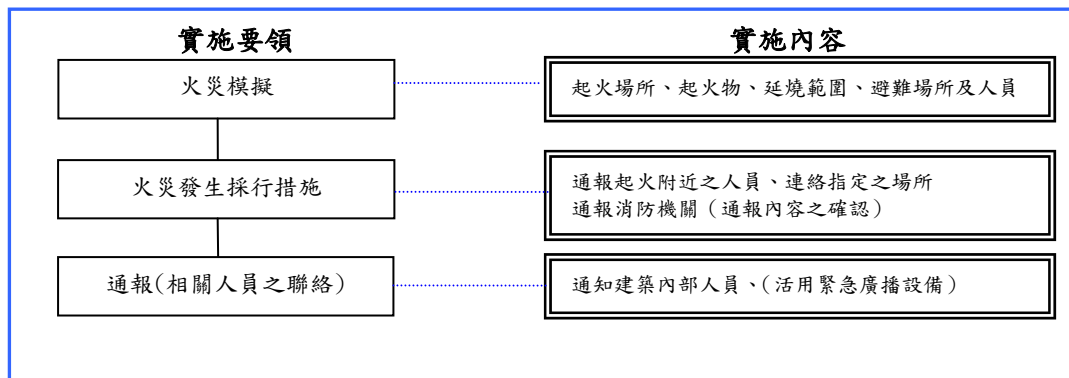 實施要領
實施內容
火災模擬
起火場所、起火物、延燒範圍、避難場所及人員
火災發生採行措施
通報起火附近之人員、連絡指定之場所
通報消防機關(通報內容之確認)
通報(相關人員之聯絡)
通知建築內部人員、(活用緊急廣播設備)